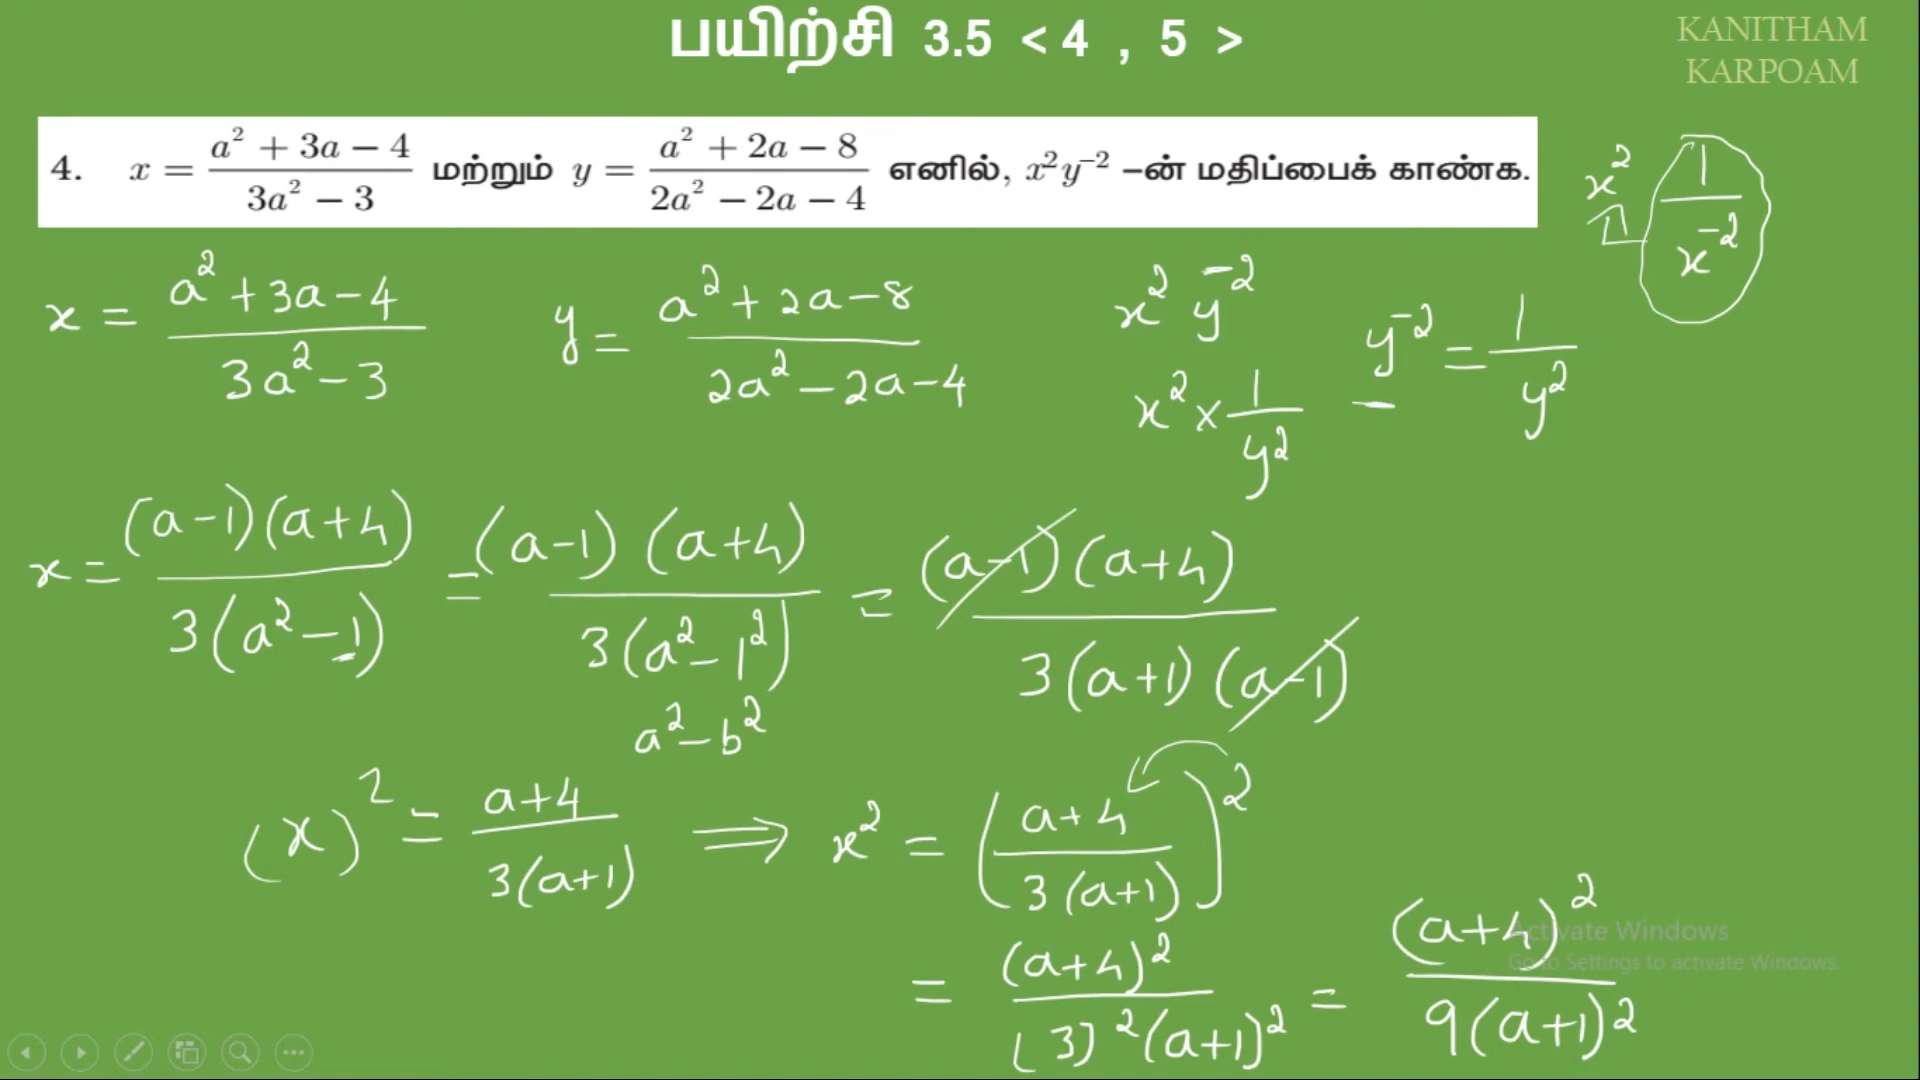 பயிற்சி 3.5 < 4 , 5 >
KANITHAM
KARPOAM
4. x = (a² + 3a − 4)/(3a² − 3) மற்றும் y = (a² + 2a − 8)/(2a² − 2a − 4) எனில், x²y⁻² –ன் மதிப்பைக் காண்க.
x² 1/x⁻²
x = (a² + 3a − 4)/(3a² − 3) y = (a² + 2a − 8)/(2a² − 2a − 4) x² y⁻²
x² × 1/y² y⁻² = 1/y²
x = (a−1)(a+4)/3(a²−1) = (a−1)(a+4)/3(a²−1²) = (a−1)(a+4)/3(a+1)(a−1)
a² − b²
(x)² = (a+4)/3(a+1) ⟹ x² = ((a+4)/3(a+1))²
= (a+4)²/(3)²(a+1)² = (a+4)²/9(a+1)²
Activate Windows
Go to Settings to activate Windows.